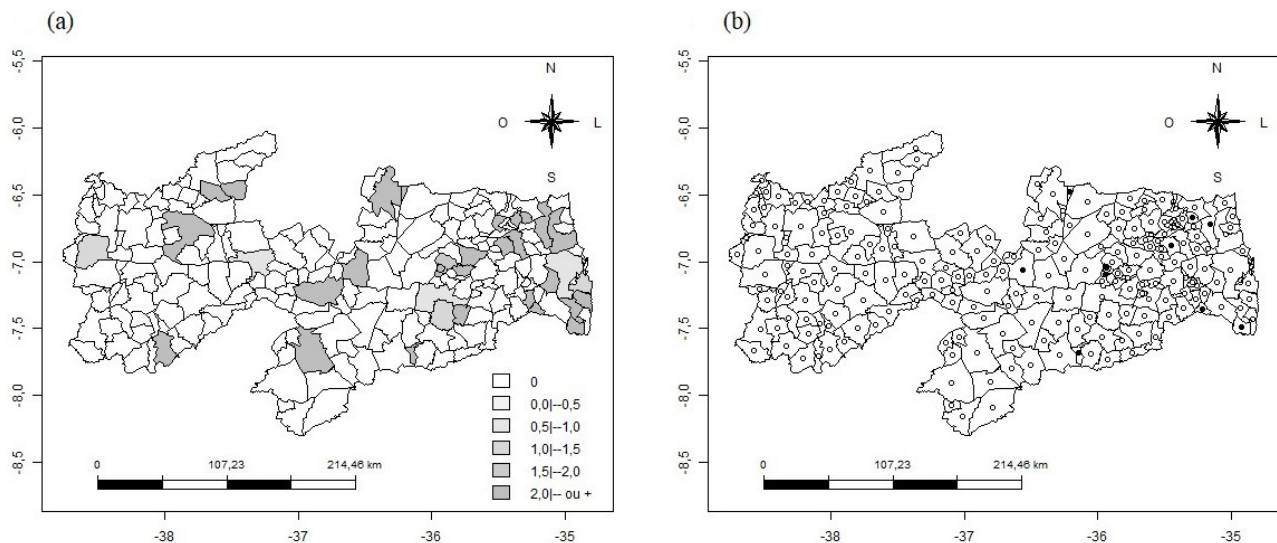 (a)
-5,5
-6,0
-6,5
-7,0
-7,5
-8,0
-8,5
N
O L
S
0
0,0|--0,5
0,5|--1,0
1,0|--1,5
1,5|--2,0
2,0|-- ou +
0 107,23 214,46 km
-38 -37 -36 -35
(b)
-5,5
-6,0
-6,5
-7,0
-7,5
-8,0
-8,5
N
O L
S
0 107,23 214,46 km
-38 -37 -36 -35